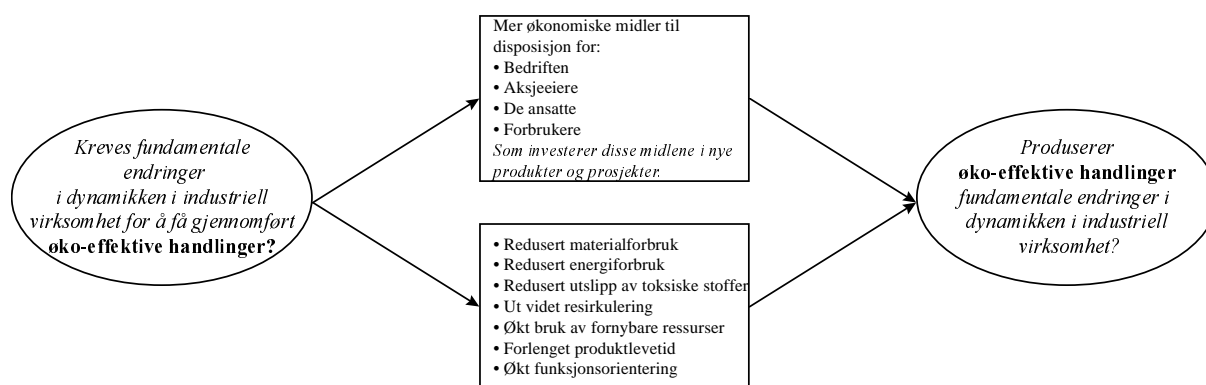 Kreves fundamentale
endringer
i dynamikken i industriell
virksomhet for å få gjennomført
øko-effektive handlinger?
Mer økonomiske midler til
disposisjon for:
• Bedriften
• Aksjeeiere
• De ansatte
• Forbrukere
Som investerer disse midlene i nye
produkter og prosjekter.
• Redusert materialforbruk
• Redusert energiforbruk
• Redusert utslipp av toksiske stoffer
• Ut videt resirkulering
• Økt bruk av fornybare ressurser
• Forlenget produktlevetid
• Økt funksjonsorientering
Produserer
øko-effektive handlinger
fundamentale endringer i
dynamikken i industriell
virksomhet?